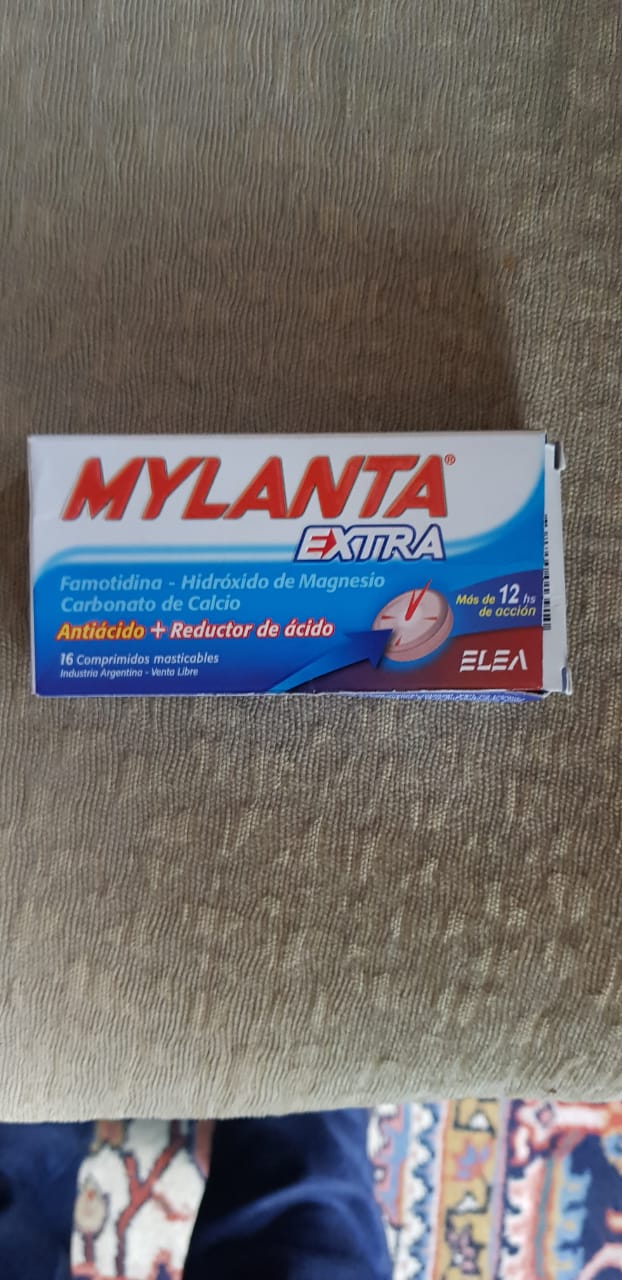 MYLANTA®
EXTRA
Famotidina - Hidróxido de Magnesio
Carbonato de Calcio
Antiácido + Reductor de ácido
Más de 12 hs
de acción
16 Comprimidos masticables
Industria Argentina - Venta Libre
ELEA